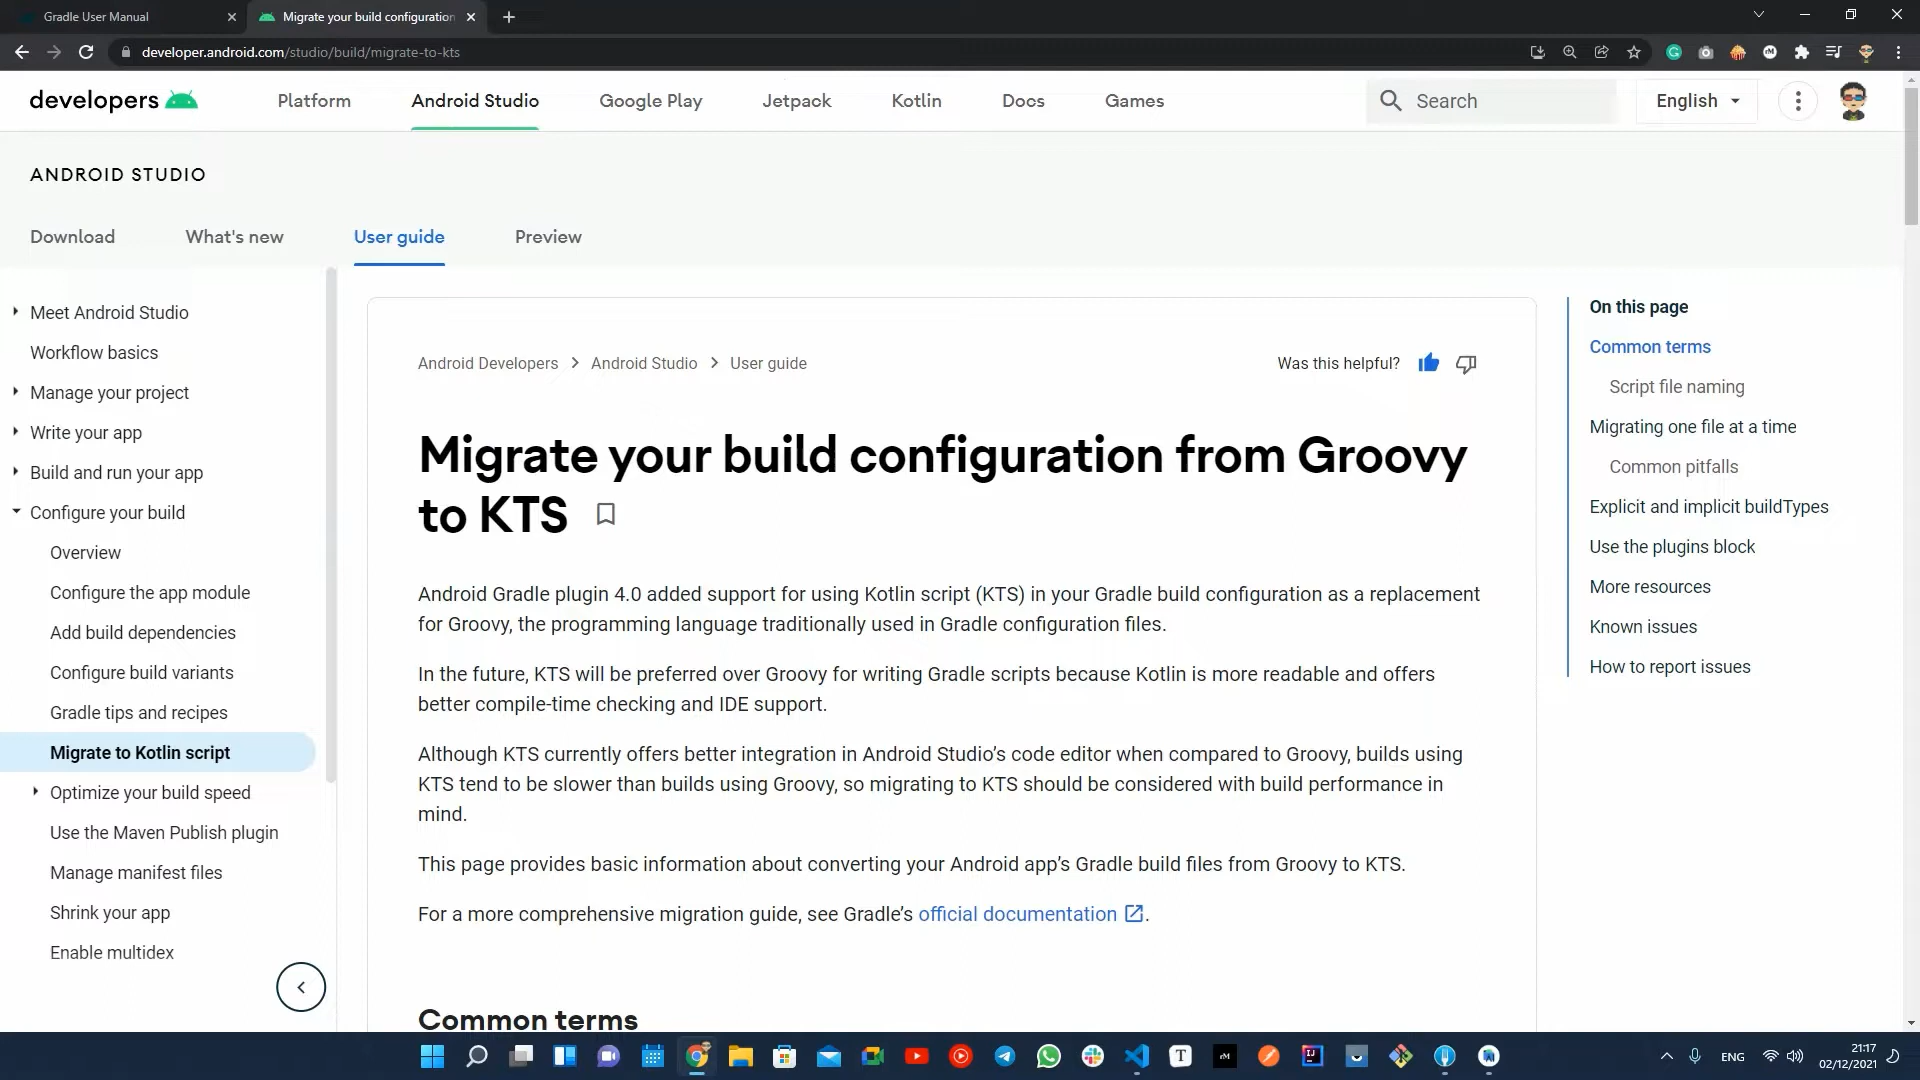 Gradle User Manual
Migrate your build configuration
developer.android.com/studio/build/migrate-to-kts
developers
Platform
Android Studio
Google Play
Jetpack
Kotlin
Docs
Games
Search
English
ANDROID STUDIO
Download
What's new
User guide
Preview
Meet Android Studio
Workflow basics
Manage your project
Write your app
Build and run your app
Configure your build
Overview
Configure the app module
Add build dependencies
Configure build variants
Gradle tips and recipes
Migrate to Kotlin script
Optimize your build speed
Use the Maven Publish plugin
Manage manifest files
Shrink your app
Enable multidex
Android Developers > Android Studio > User guide
Was this helpful?
Migrate your build configuration from Groovy
to KTS
Android Gradle plugin 4.0 added support for using Kotlin script (KTS) in your Gradle build configuration as a replacement
for Groovy, the programming language traditionally used in Gradle configuration files.
In the future, KTS will be preferred over Groovy for writing Gradle scripts because Kotlin is more readable and offers
better compile-time checking and IDE support.
Although KTS currently offers better integration in Android Studio’s code editor when compared to Groovy, builds using
KTS tend to be slower than builds using Groovy, so migrating to KTS should be considered with build performance in
mind.
This page provides basic information about converting your Android app’s Gradle build files from Groovy to KTS.
For a more comprehensive migration guide, see Gradle’s official documentation.
Common terms
On this page
Common terms
Script file naming
Migrating one file at a time
Common pitfalls
Explicit and implicit buildTypes
Use the plugins block
More resources
Known issues
How to report issues
ENG
21:17
02/12/2021